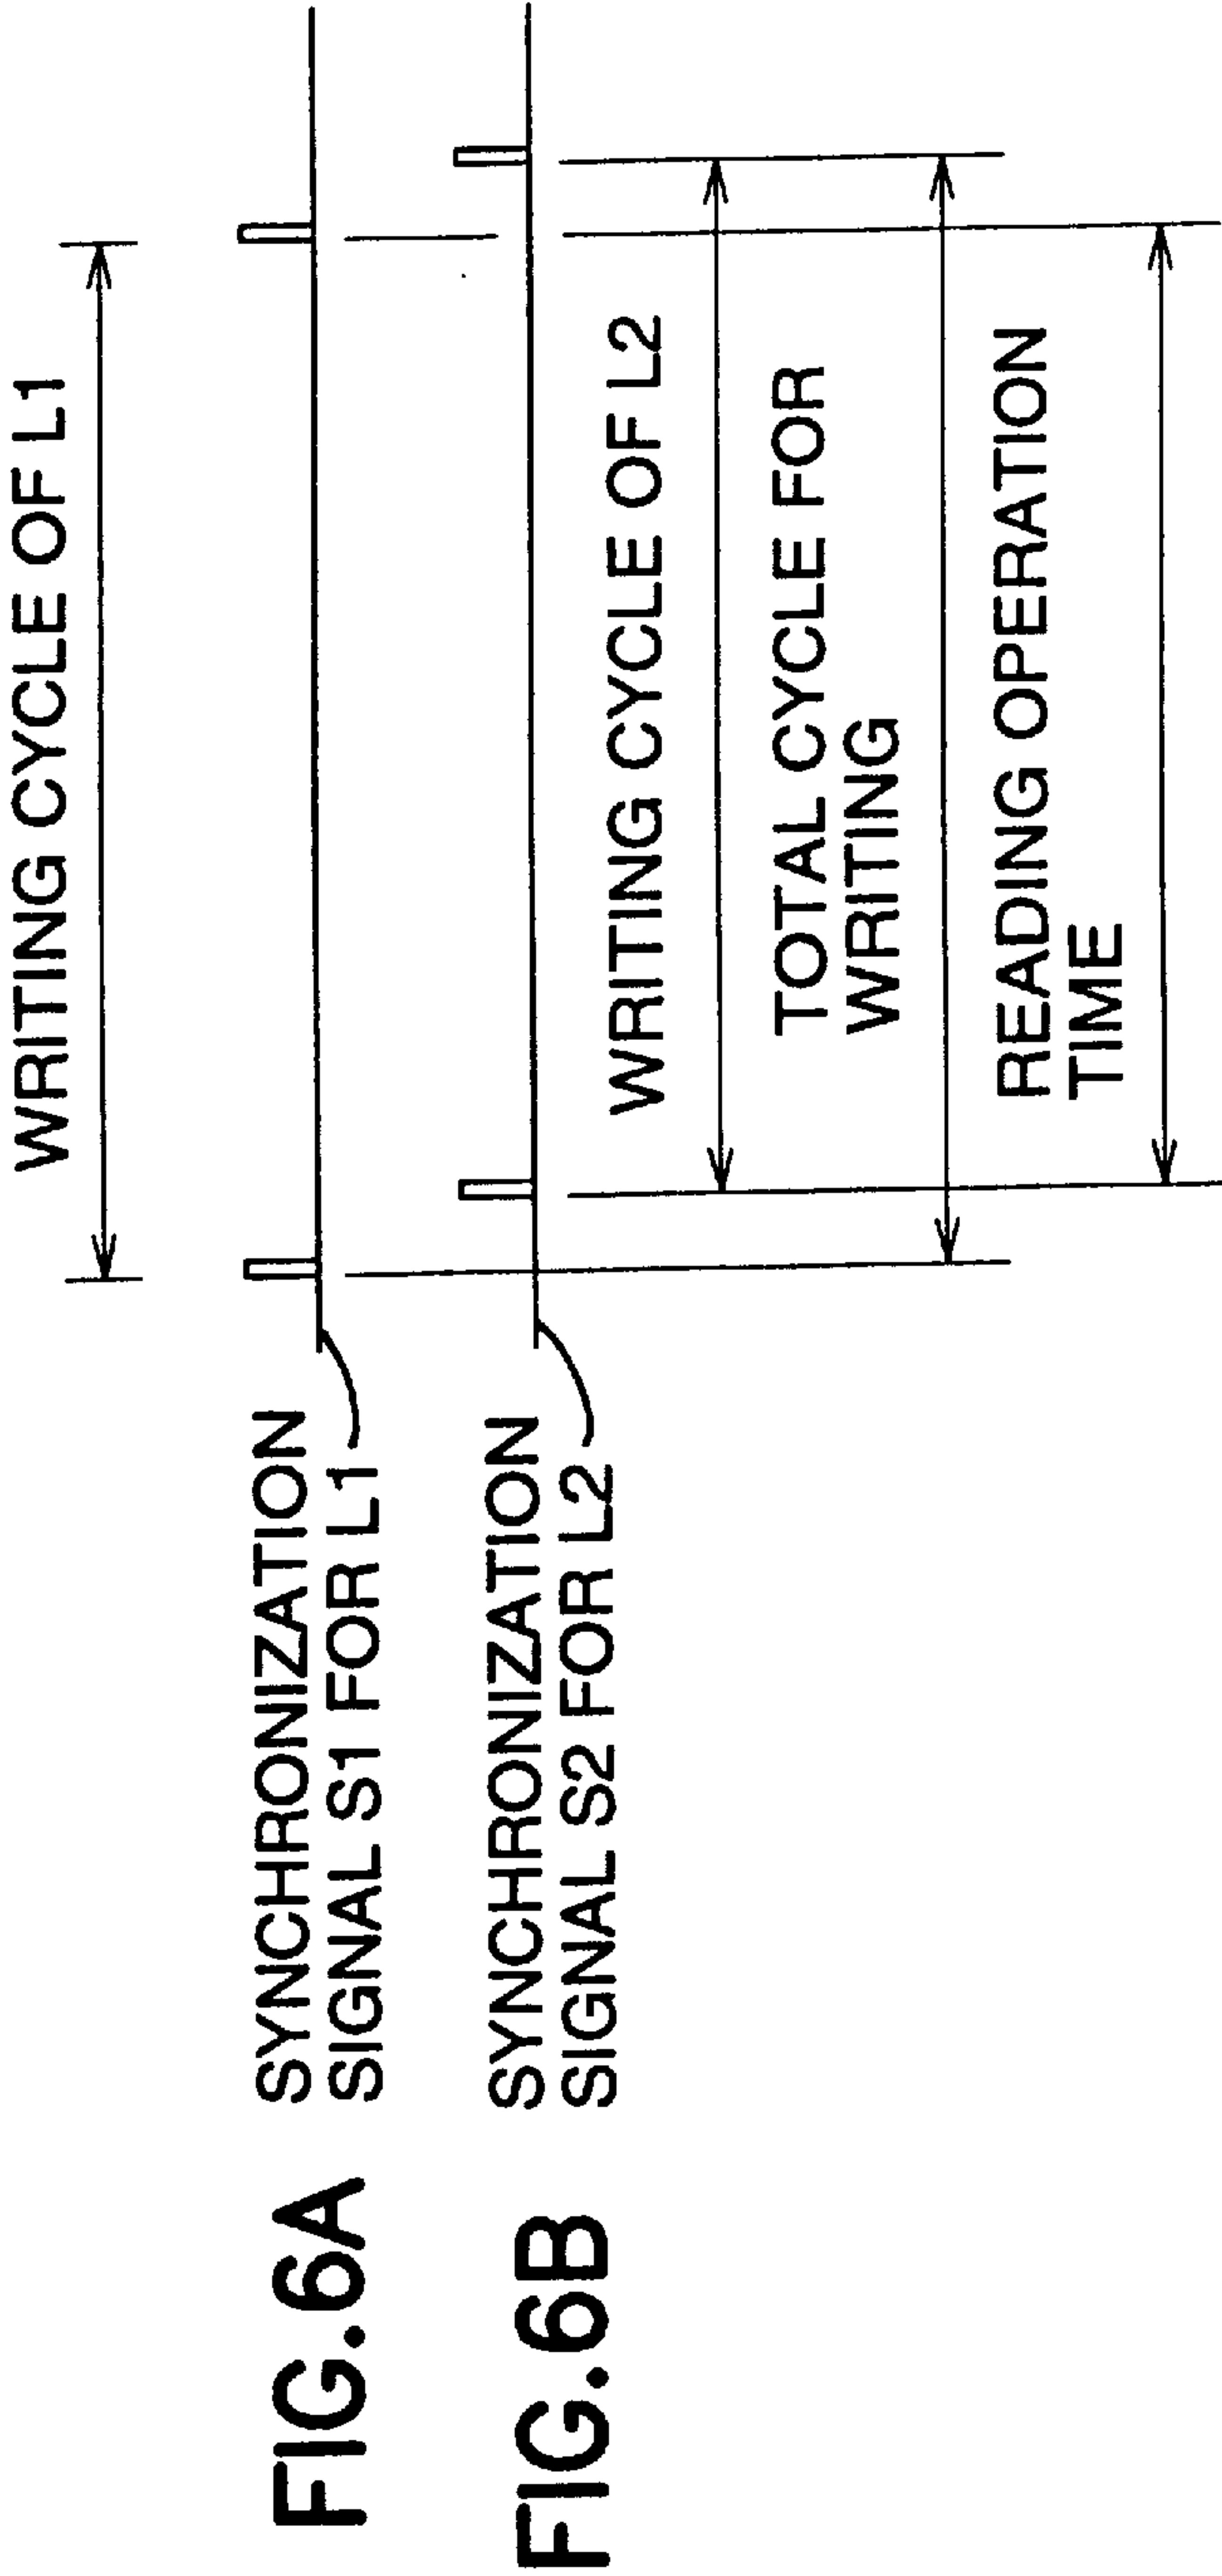 WRITING CYCLE OF L1
FIG.6A
SYNCHRONIZATION
SIGNAL S1 FOR L1
FIG.6B
SYNCHRONIZATION
SIGNAL S2 FOR L2
WRITING CYCLE OF L2
TOTAL CYCLE FOR
WRITING
READING OPERATION
TIME